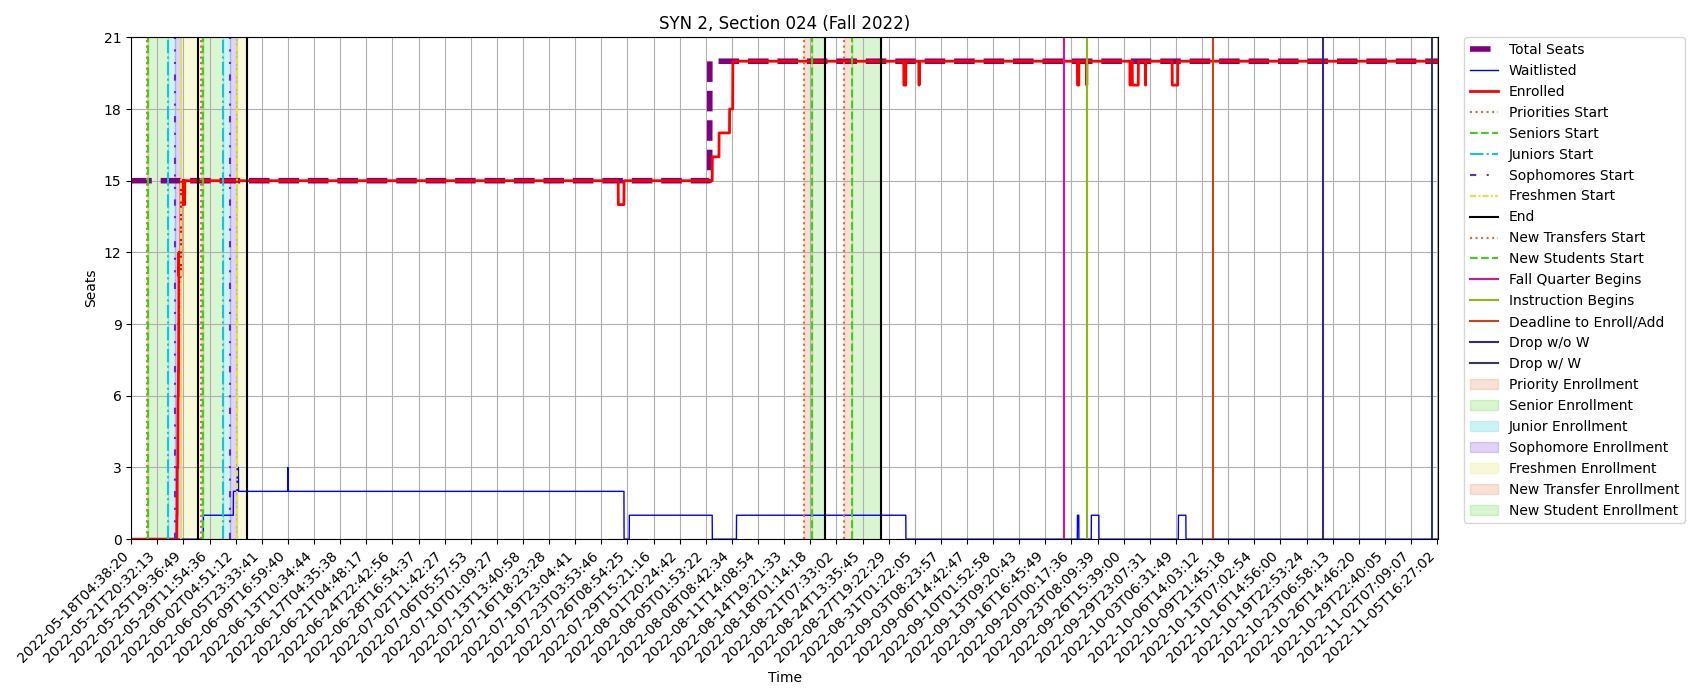 SYN 2, Section 024 (Fall 2022)
21
18
15
12
9
6
3
0
Seats
2022-05-18T04:38:20
2022-05-21T20:32:13
2022-05-25T19:36:49
2022-05-29T11:54:36
2022-06-02T04:51:12
2022-06-05T23:33:41
2022-06-09T16:59:40
2022-06-13T10:34:44
2022-06-17T04:35:38
2022-06-21T04:48:17
2022-06-24T22:42:56
2022-06-28T16:54:37
2022-07-02T11:42:27
2022-07-06T05:57:53
2022-07-10T01:09:27
2022-07-13T13:40:58
2022-07-16T18:23:28
2022-07-19T23:04:41
2022-07-23T03:53:46
2022-07-26T08:54:25
2022-07-29T15:21:16
2022-08-01T20:24:42
2022-08-05T01:53:22
2022-08-08T08:42:34
2022-08-11T14:08:54
2022-08-14T19:21:33
2022-08-18T01:14:18
2022-08-21T07:33:02
2022-08-24T13:35:45
2022-08-27T19:22:29
2022-08-31T01:22:05
2022-09-03T08:23:57
2022-09-06T14:42:47
2022-09-10T01:52:58
2022-09-13T09:20:43
2022-09-16T16:45:49
2022-09-20T00:17:36
2022-09-23T08:09:39
2022-09-26T15:39:00
2022-09-29T23:07:31
2022-10-03T06:31:49
2022-10-06T14:03:12
2022-10-09T21:45:18
2022-10-13T07:02:54
2022-10-16T14:56:00
2022-10-19T22:53:24
2022-10-23T06:58:13
2022-10-26T14:46:20
2022-10-29T22:40:05
2022-11-02T07:09:07
2022-11-05T16:27:02
Time
Total Seats
Waitlisted
Enrolled
Priorities Start
Seniors Start
Juniors Start
Sophomores Start
Freshmen Start
End
New Transfers Start
New Students Start
Fall Quarter Begins
Instruction Begins
Deadline to Enroll/Add
Drop w/o W
Drop w/ W
Priority Enrollment
Senior Enrollment
Junior Enrollment
Sophomore Enrollment
Freshmen Enrollment
New Transfer Enrollment
New Student Enrollment